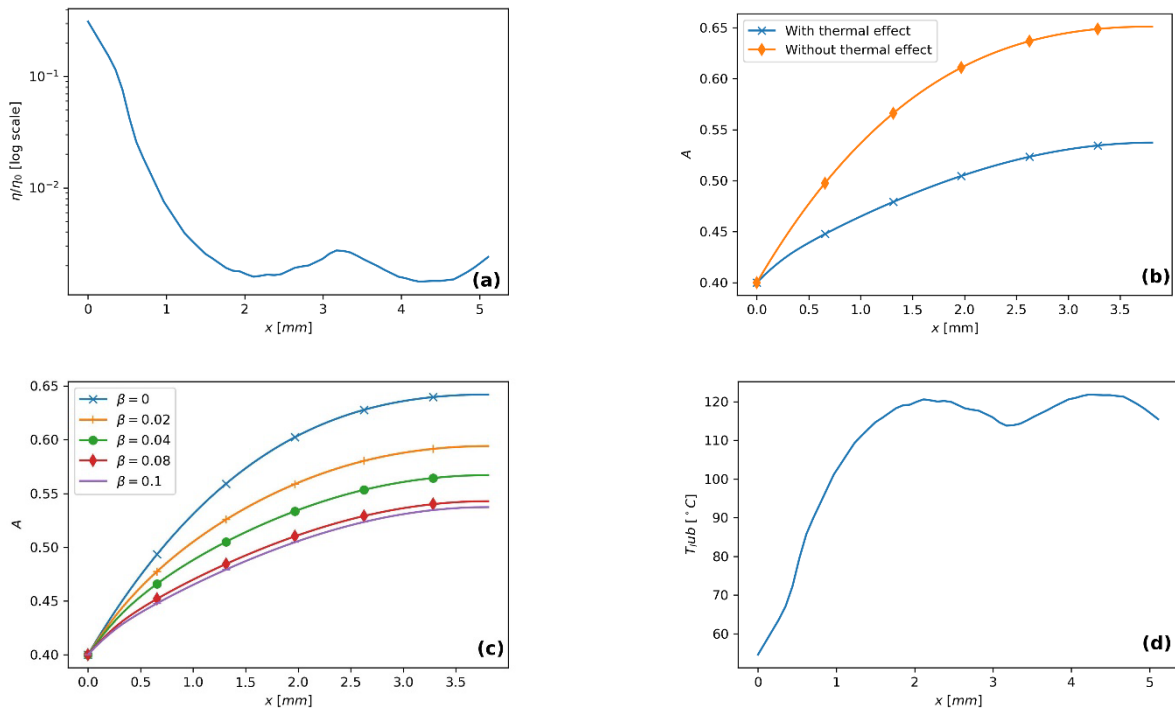 η/η₀ [log scale]
10⁻¹
10⁻²
0
1
2
3
4
5
x [mm]
(a)
A
0.65
0.60
0.55
0.50
0.45
0.40
With thermal effect
Without thermal effect
0.0
0.5
1.0
1.5
2.0
2.5
3.0
3.5
x [mm]
(b)
A
0.65
0.60
0.55
0.50
0.45
0.40
β = 0
β = 0.02
β = 0.04
β = 0.08
β = 0.1
0.0
0.5
1.0
1.5
2.0
2.5
3.0
3.5
x [mm]
(c)
Tₗub [°C]
120
110
100
90
80
70
60
0
1
2
3
4
5
x [mm]
(d)